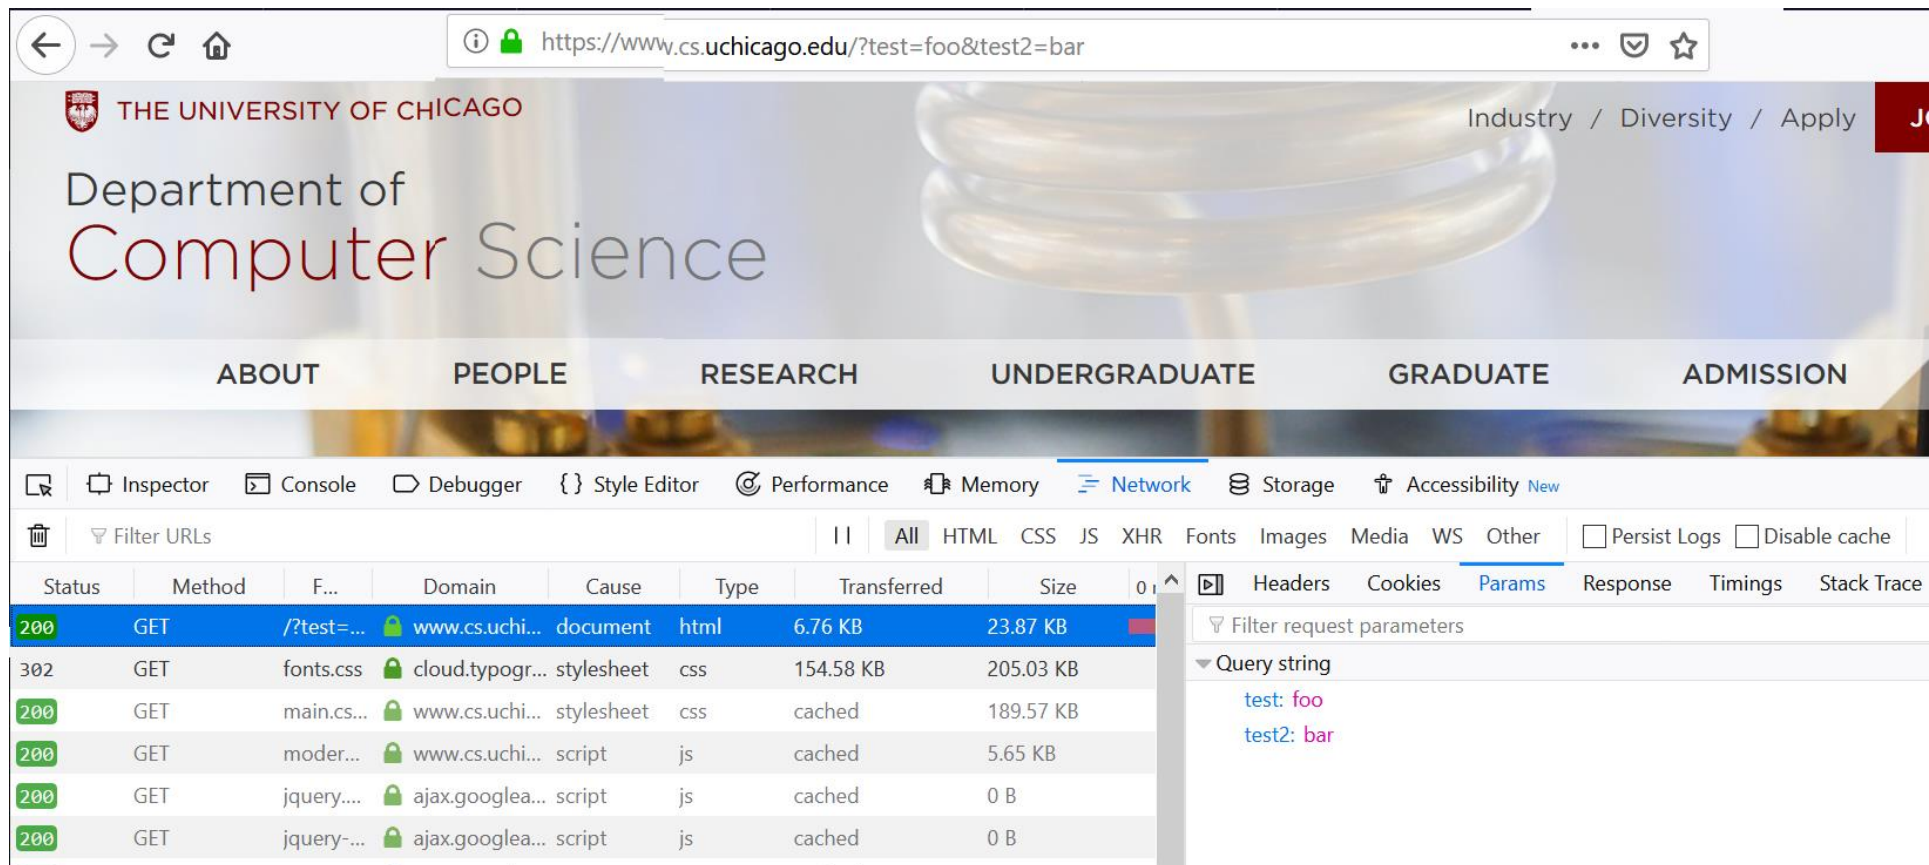 https://www.cs.uchicago.edu/?test=foo&test2=bar
THE UNIVERSITY OF CHICAGO
Industry / Diversity / Apply
Department of
Computer Science
ABOUT PEOPLE RESEARCH UNDERGRADUATE GRADUATE ADMISSION
Inspector Console Debugger {} Style Editor Performance Memory Network Storage Accessibility New
Filter URLs All HTML CSS JS XHR Fonts Images Media WS Other Persist Logs Disable cache
Status Method F... Domain Cause Type Transferred Size Headers Cookies Params Response Timings Stack Trace
200 GET /?test=... www.cs.uchi... document html 6.76 KB 23.87 KB
Filter request parameters
302 GET fonts.css cloud.typogr... stylesheet css 154.58 KB 205.03 KB
Query string
200 GET main.cs... www.cs.uchi... stylesheet css cached 189.57 KB
test: foo
200 GET moder... www.cs.uchi... script js cached 5.65 KB
test2: bar
200 GET jquery.... ajax.googlea... script js cached 0 B
200 GET jquery-... ajax.googlea... script js cached 0 B